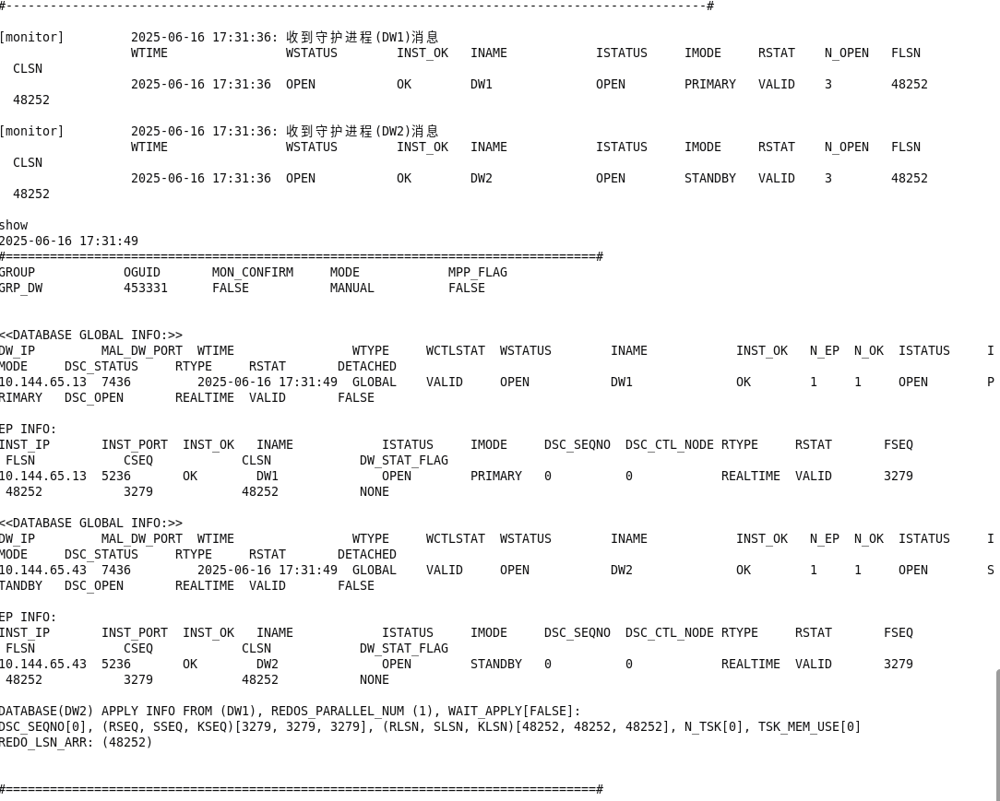 #-----------------------------------------------------------------------------------------------#
[monitor]         2025-06-16 17:31:36: 收到守护进程(DW1)消息
                  WTIME                WSTATUS        INST_OK   INAME            ISTATUS     IMODE     RSTAT    N_OPEN   FLSN
  CLSN
                  2025-06-16 17:31:36  OPEN           OK        DW1              OPEN        PRIMARY   VALID    3        48252
  48252
[monitor]         2025-06-16 17:31:36: 收到守护进程(DW2)消息
                  WTIME                WSTATUS        INST_OK   INAME            ISTATUS     IMODE     RSTAT    N_OPEN   FLSN
  CLSN
                  2025-06-16 17:31:36  OPEN           OK        DW2              OPEN        STANDBY   VALID    3        48252
  48252
show
2025-06-16 17:31:49
#================================================================================#
GROUP            OGUID       MON_CONFIRM     MODE            MPP_FLAG
GRP_DW           453331      FALSE           MANUAL          FALSE
<<DATABASE GLOBAL INFO:>>
DW_IP         MAL_DW_PORT  WTIME                WTYPE     WCTLSTAT  WSTATUS        INAME              INST_OK   N_EP  N_OK  ISTATUS     I
MODE     DSC_STATUS     RTYPE     RSTAT       DETACHED
10.144.65.13  7436         2025-06-16 17:31:49  GLOBAL    VALID     OPEN           DW1                OK        1     1     OPEN        P
RIMARY   DSC_OPEN       REALTIME  VALID       FALSE
EP INFO:
INST_IP       INST_PORT  INST_OK   INAME            ISTATUS     IMODE     DSC_SEQNO  DSC_CTL_NODE RTYPE     RSTAT       FSEQ
 FLSN            CSEQ            CLSN            DW_STAT_FLAG
10.144.65.13  5236       OK        DW1              OPEN        PRIMARY   0          0            REALTIME  VALID       3279
 48252           3279            48252           NONE
<<DATABASE GLOBAL INFO:>>
DW_IP         MAL_DW_PORT  WTIME                WTYPE     WCTLSTAT  WSTATUS        INAME              INST_OK   N_EP  N_OK  ISTATUS     I
MODE     DSC_STATUS     RTYPE     RSTAT       DETACHED
10.144.65.43  7436         2025-06-16 17:31:49  GLOBAL    VALID     OPEN           DW2                OK        1     1     OPEN        S
TANDBY   DSC_OPEN       REALTIME  VALID       FALSE
EP INFO:
INST_IP       INST_PORT  INST_OK   INAME            ISTATUS     IMODE     DSC_SEQNO  DSC_CTL_NODE RTYPE     RSTAT       FSEQ
 FLSN            CSEQ            CLSN            DW_STAT_FLAG
10.144.65.43  5236       OK        DW2              OPEN        STANDBY   0          0            REALTIME  VALID       3279
 48252           3279            48252           NONE
DATABASE(DW2) APPLY INFO FROM (DW1), REDOS_PARALLEL_NUM (1), WAIT_APPLY[FALSE]:
DSC_SEQNO[0], (RSEQ, SSEQ, KSEQ)[3279, 3279, 3279], (RLSN, SLSN, KLSN)[48252, 48252, 48252], N_TSK[0], TSK_MEM_USE[0]
REDO_LSN_ARR: (48252)
#================================================================================#